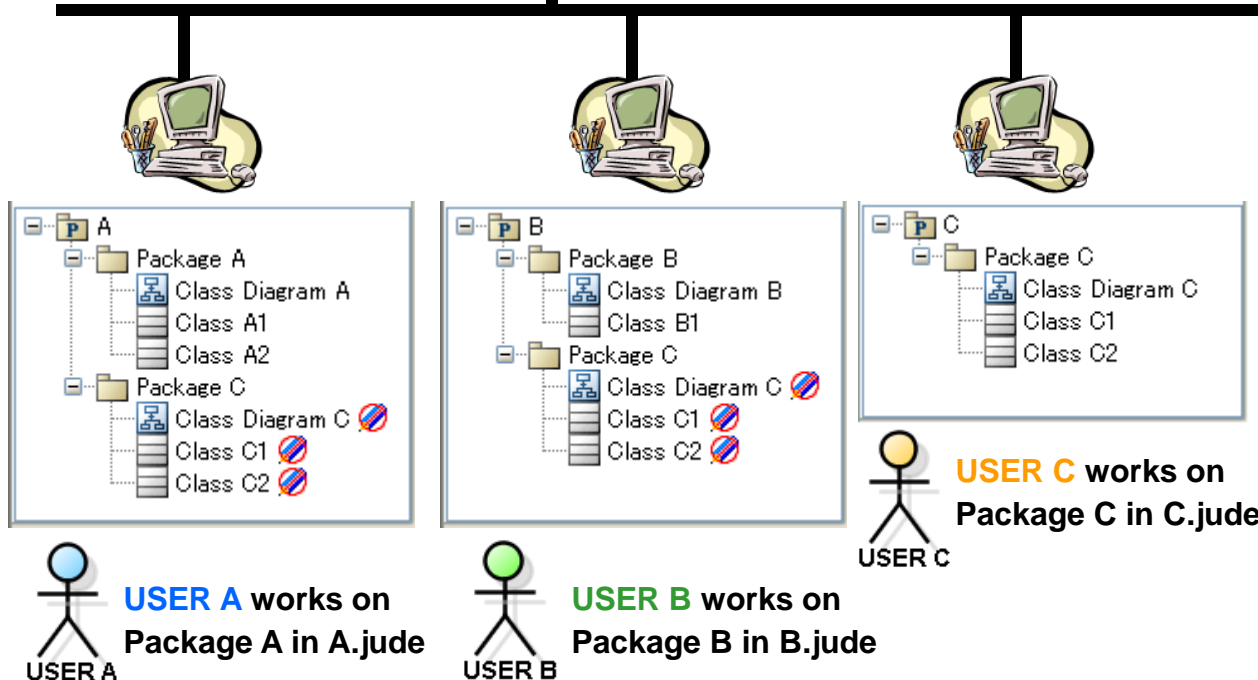 A
Package A
Class Diagram A
Class A1
Class A2
Package C
Class Diagram C
Class C1
Class C2
B
Package B
Class Diagram B
Class B1
Package C
Class Diagram C
Class C1
Class C2
C
Package C
Class Diagram C
Class C1
Class C2
USER C works on
Package C in C.jude
USER C
USER A works on
Package A in A.jude
USER A
USER B works on
Package B in B.jude
USER B